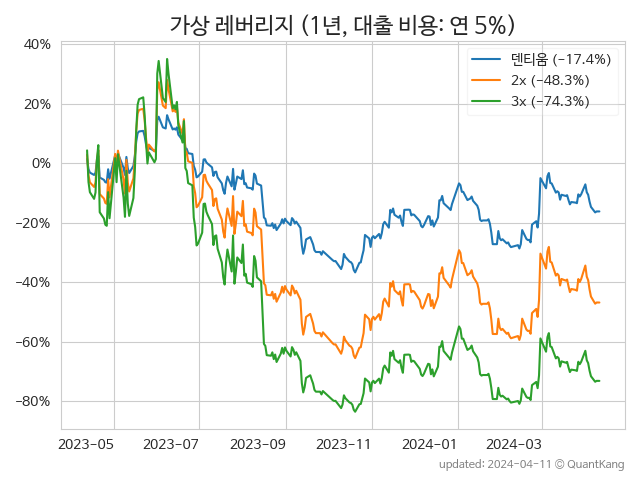 가상 레버리지 (1년, 대출 비용: 연 5%)
40%
20%
0%
−20%
−40%
−60%
−80%
덴티움 (−17.4%)
2x (−48.3%)
3x (−74.3%)
2023-05
2023-07
2023-09
2023-11
2024-01
2024-03
updated: 2024-04-11 © QuantKang